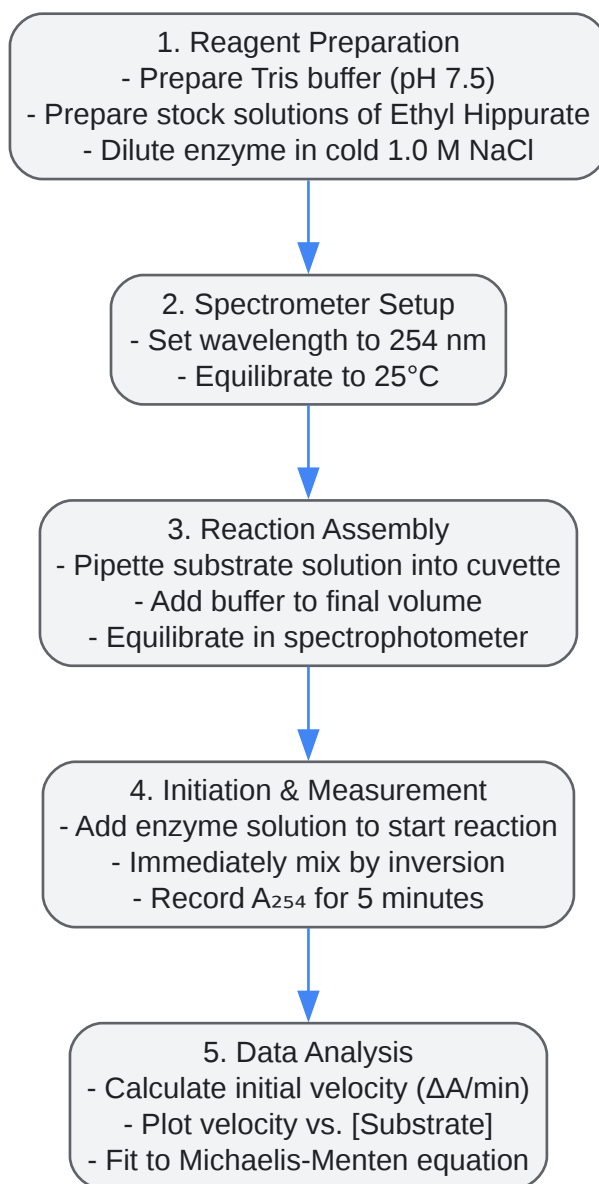 1. Reagent Preparation
- Prepare Tris buffer (pH 7.5)
- Prepare stock solutions of Ethyl Hippurate
- Dilute enzyme in cold 1.0 M NaCl
2. Spectrometer Setup
- Set wavelength to 254 nm
- Equilibrate to 25°C
3. Reaction Assembly
- Pipette substrate solution into cuvette
- Add buffer to final volume
- Equilibrate in spectrophotometer
4. Initiation & Measurement
- Add enzyme solution to start reaction
- Immediately mix by inversion
- Record A₂₅₄ for 5 minutes
5. Data Analysis
- Calculate initial velocity (ΔA/min)
- Plot velocity vs. [Substrate]
- Fit to Michaelis-Menten equation